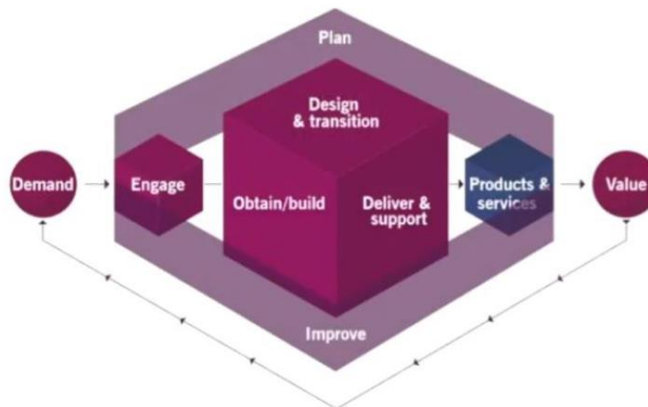 Plan
Design
& transition
Demand
Engage
Obtain/build
Deliver &
support
Products &
services
Value
Improve